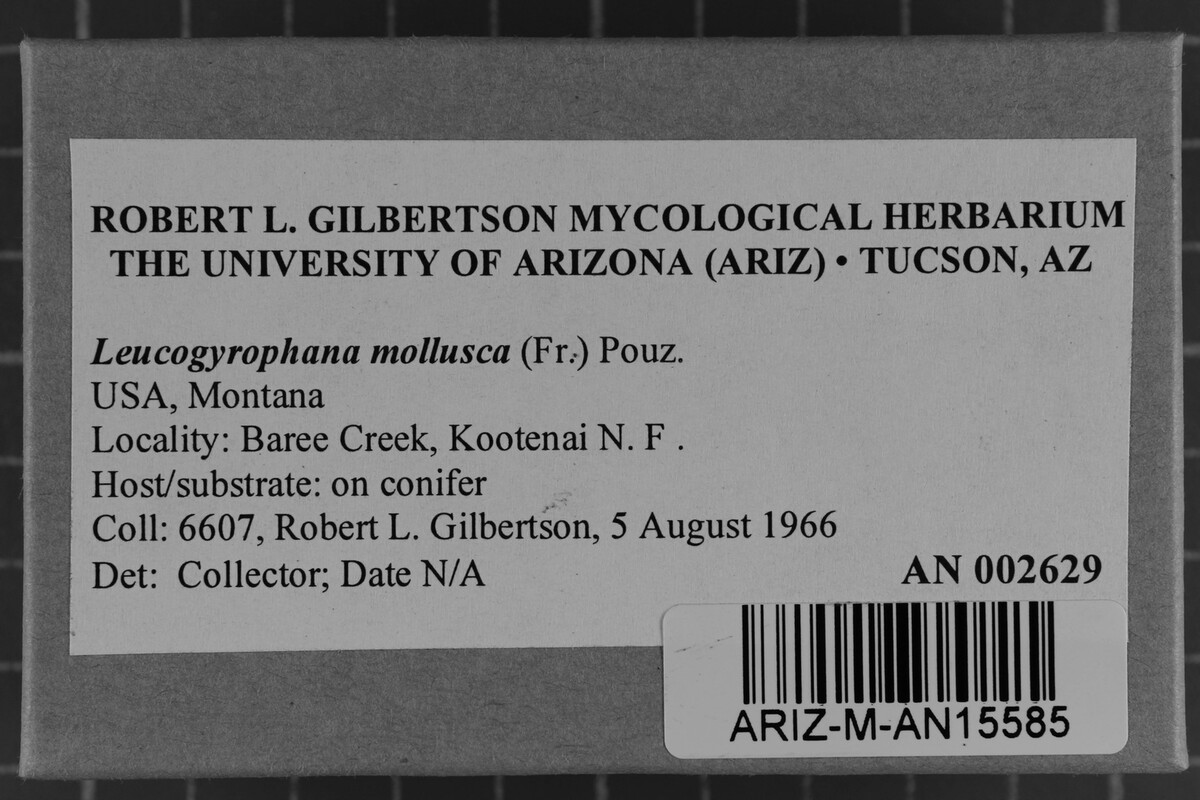 ROBERT L. GILBERTSON MYCOLOGICAL HERBARIUM
THE UNIVERSITY OF ARIZONA (ARIZ) • TUCSON, AZ
Leucogyrophana mollusca (Fr.) Pouz.
USA, Montana
Locality: Baree Creek, Kootenai N. F .
Host/substrate: on conifer
Coll: 6607, Robert L. Gilbertson, 5 August 1966
Det: Collector; Date N/A
AN 002629
ARIZ-M-AN15585